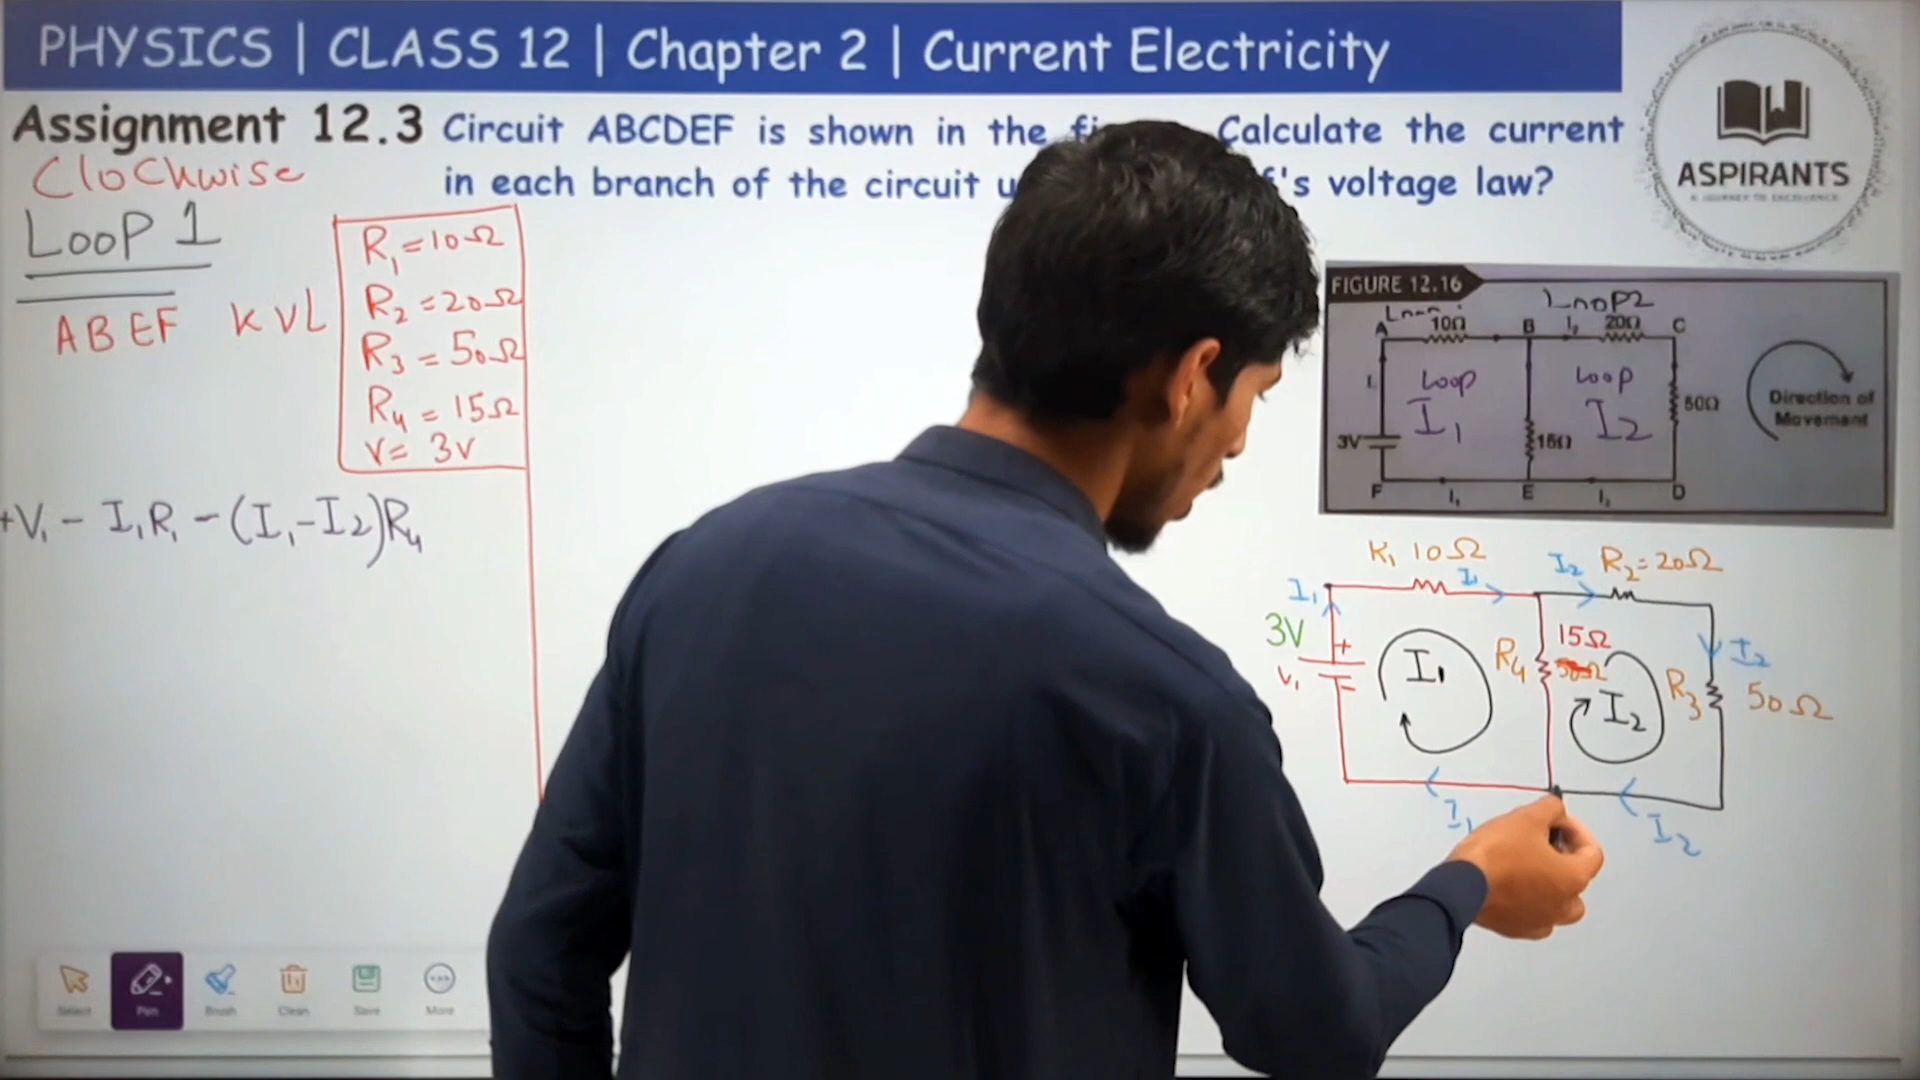 PHYSICS | CLASS 12 | Chapter 2 | Current Electricity
Assignment 12.3 Circuit ABCDEF is shown in the Calculate the current
in each branch of the circuit 's voltage law?
ASPIRANTS
ClocKwise
LooP 1
ABEF KVL
R₁ = 10Ω
R₂ = 20Ω
R₃ = 50Ω
R₄ = 15Ω
V = 3V
+V₁ - I₁R₁ - (I₁-I₂)R₄
FIGURE 12.16
LooP2
A 10Ω B I₂ 20Ω C
Loop I₁
Loop I₂
3V
15Ω
50Ω
Direction of
Movement
F I₁ E I₂ D
R₁ 10Ω
I₂ R₂=20Ω
I₁
I₁
3V
+
V₁
-
I₁
R₄
15Ω
I₂
I₂
R₃
50Ω
I₁
I₂
Select
Pen
Brush
Clean
Save
More